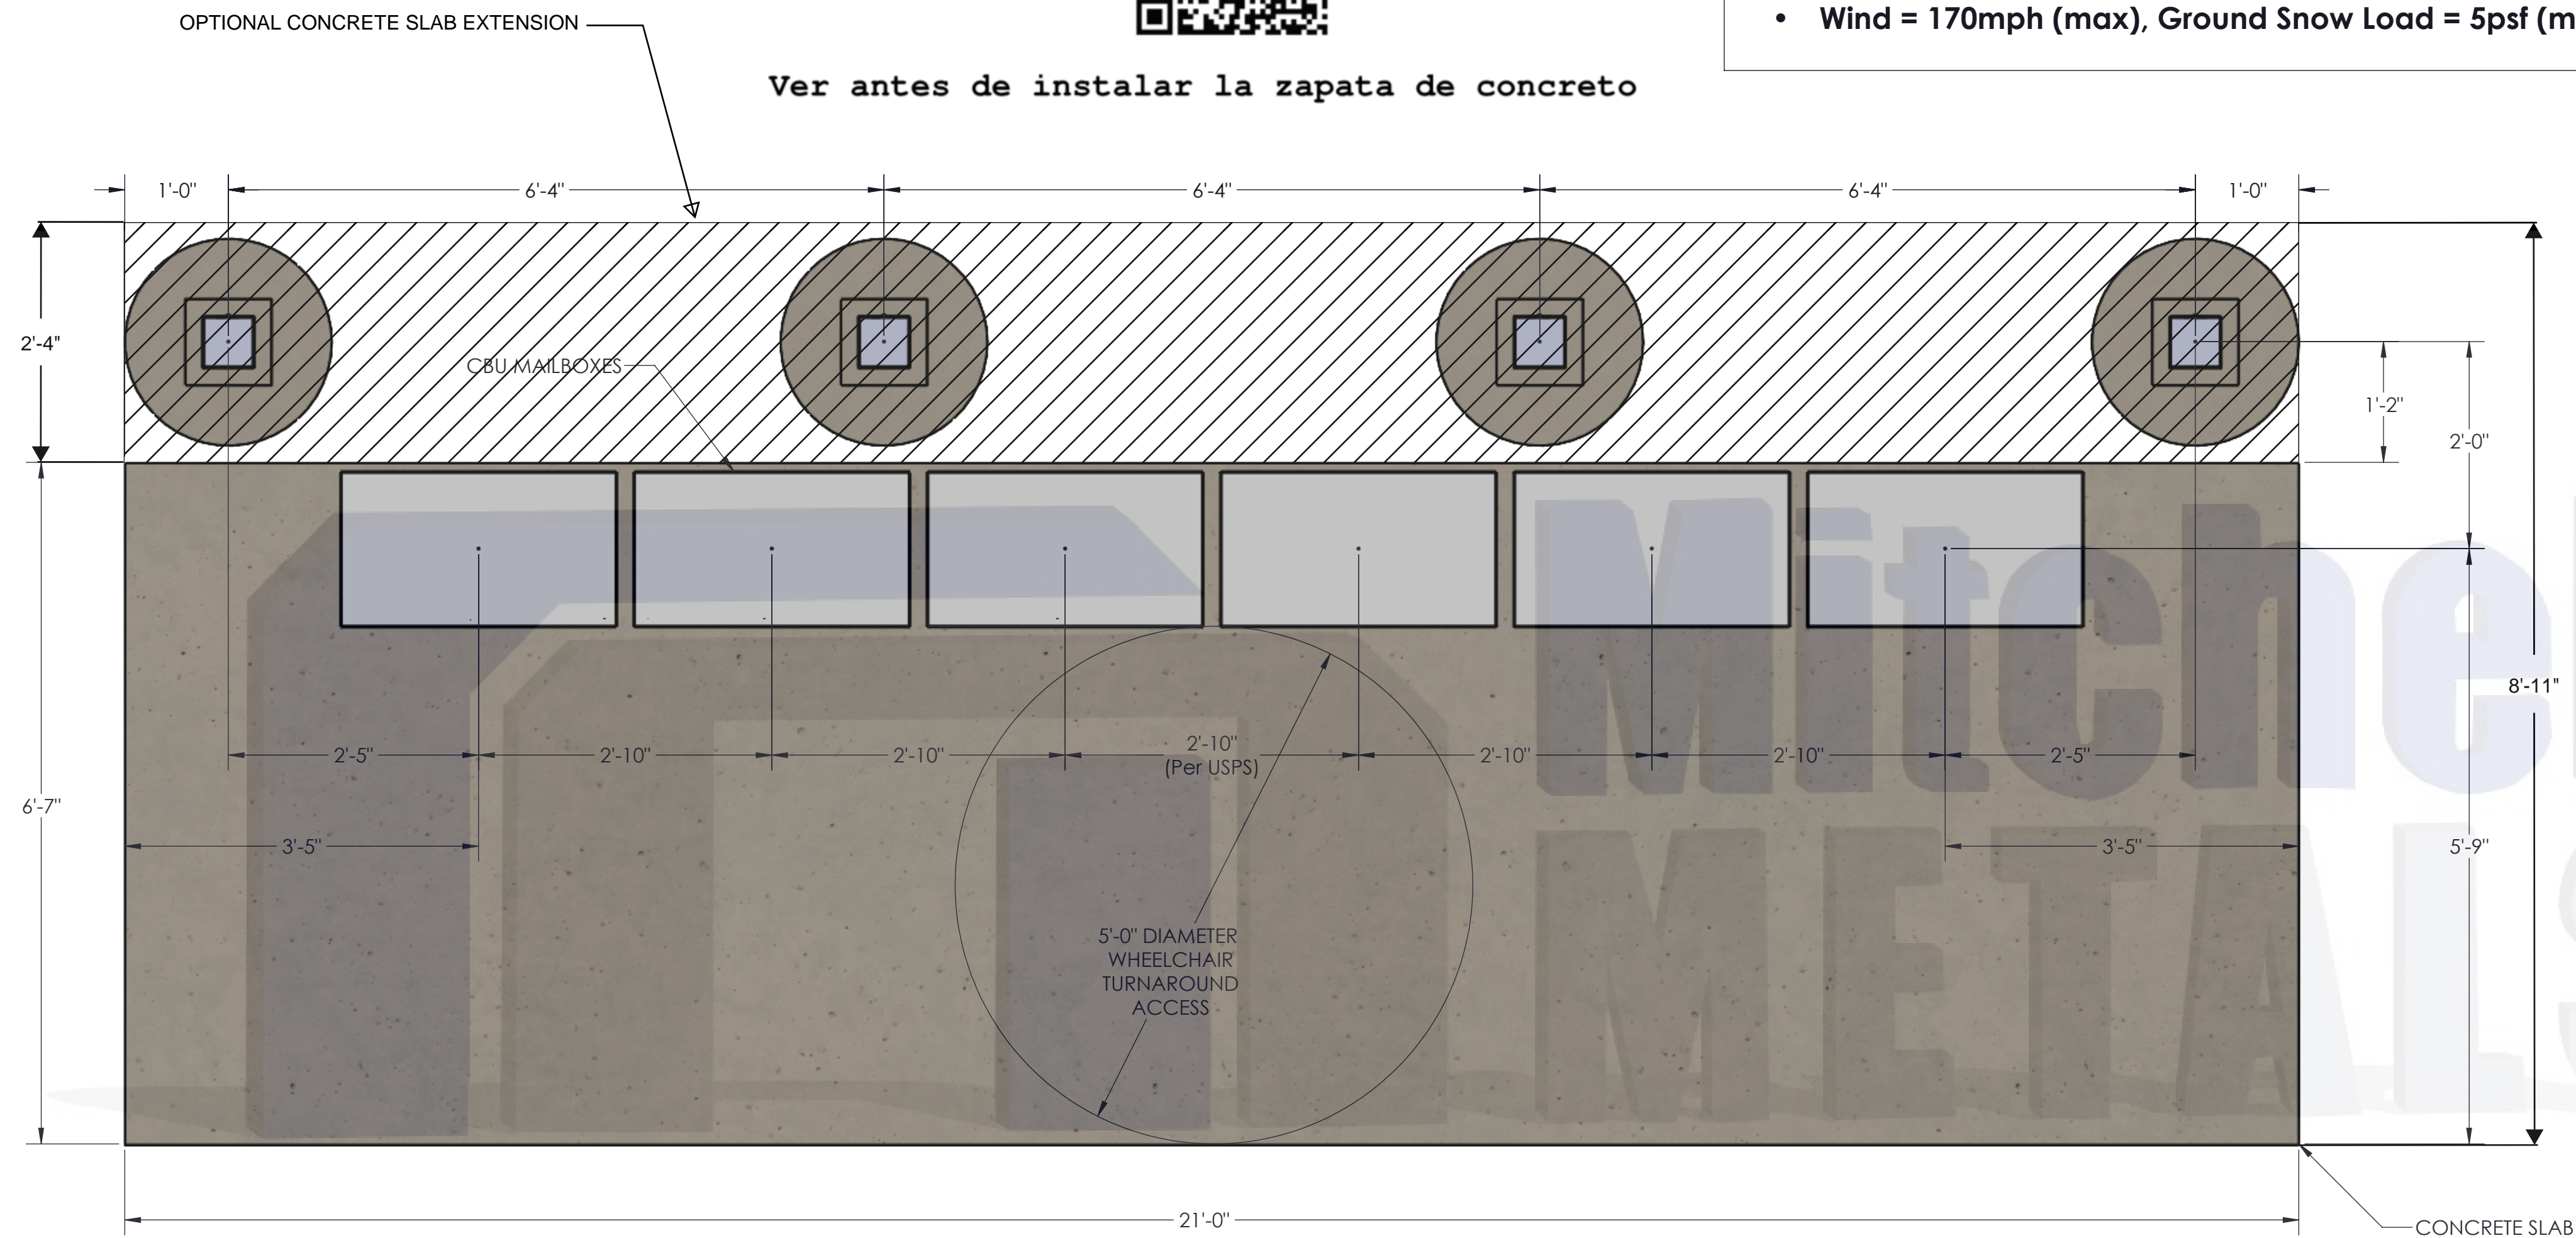 OPTIONAL CONCRETE SLAB EXTENSION
• Wind = 170mph (max), Ground Snow Load = 5psf (m
Ver antes de instalar la zapata de concreto
1'-0" 6'-4" 6'-4" 6'-4" 1'-0"
2'-4"
CBU MAILBOXES
1'-2"
2'-0"
Mitchel
8'-11"
2'-5" 2'-10" 2'-10" 2'-10" 2'-10" 2'-10" 2'-5"
(Per USPS)
6'-7"
3'-5" 3'-5" 5'-9"
METALS
5'-0" DIAMETER
WHEELCHAIR
TURNAROUND
ACCESS
21'-0"
CONCRETE SLAB